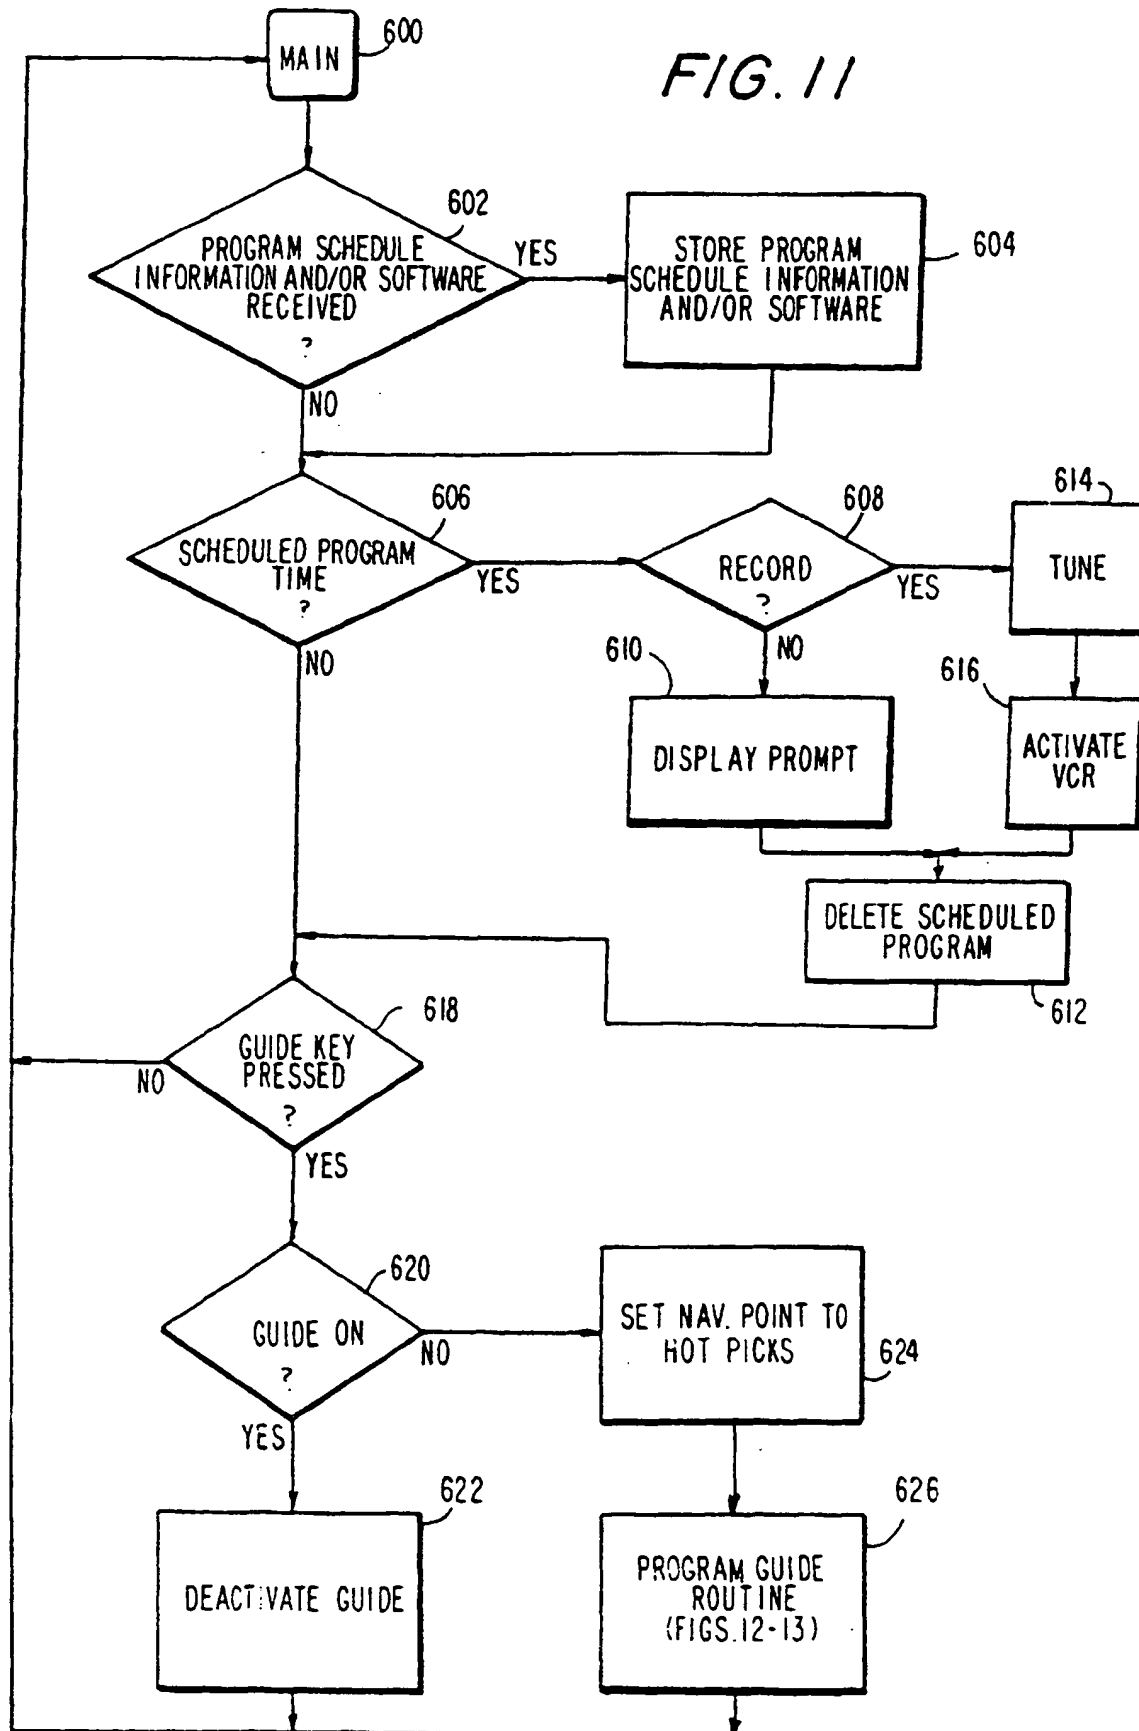 600
MAIN
FIG. 11
602
PROGRAM SCHEDULE
INFORMATION AND/OR SOFTWARE
RECEIVED
?
YES
NO
STORE PROGRAM
SCHEDULE INFORMATION
AND/OR SOFTWARE
604
606
SCHEDULED PROGRAM
TIME
?
YES
NO
608
RECORD
?
YES
NO
614
TUNE
610
DISPLAY PROMPT
616
ACTIVATE
VCR
DELETE SCHEDULED
PROGRAM
612
618
GUIDE KEY
PRESSED
?
NO
YES
620
GUIDE ON
?
NO
YES
SET NAV. POINT TO
HOT PICKS
624
622
DEACTIVATE GUIDE
626
PROGRAM GUIDE
ROUTINE
(FIGS. 12-13)